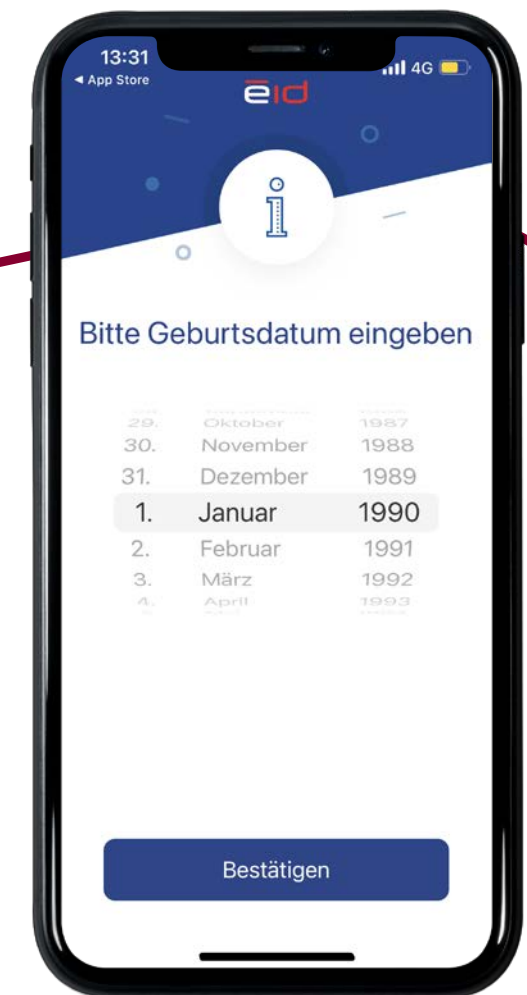 13:31
4G
◄ App Store
eid
Bitte Geburtsdatum eingeben
29. Oktober 1987
30. November 1988
31. Dezember 1989
1. Januar 1990
2. Februar 1991
3. März 1992
4. April 1993
Bestätigen